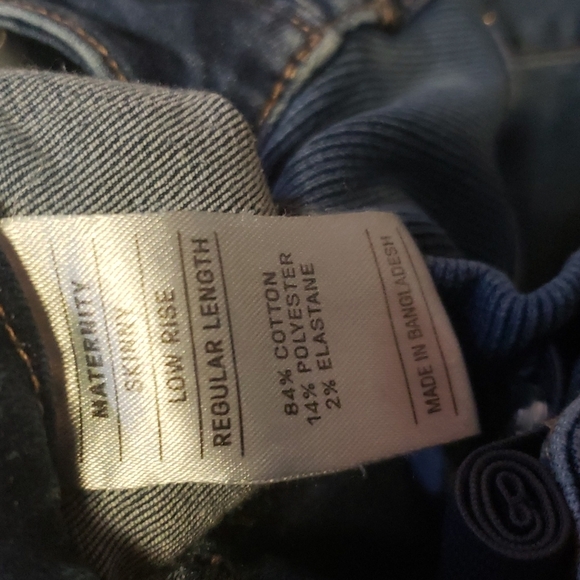 MATERNITY
SKINNY
LOW RISE
REGULAR LENGTH
84% COTTON
14% POLYESTER
2% ELASTANE
MADE IN BANGLADESH